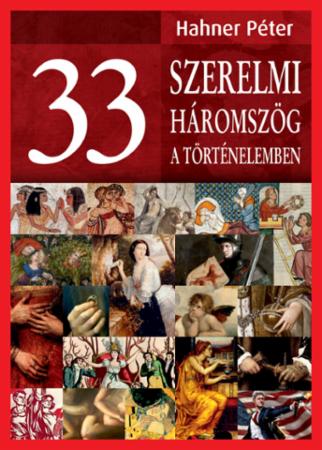 Hahner Péter
33
SZERELMI
HÁROMSZÖG
A TÖRTÉNELEMBEN